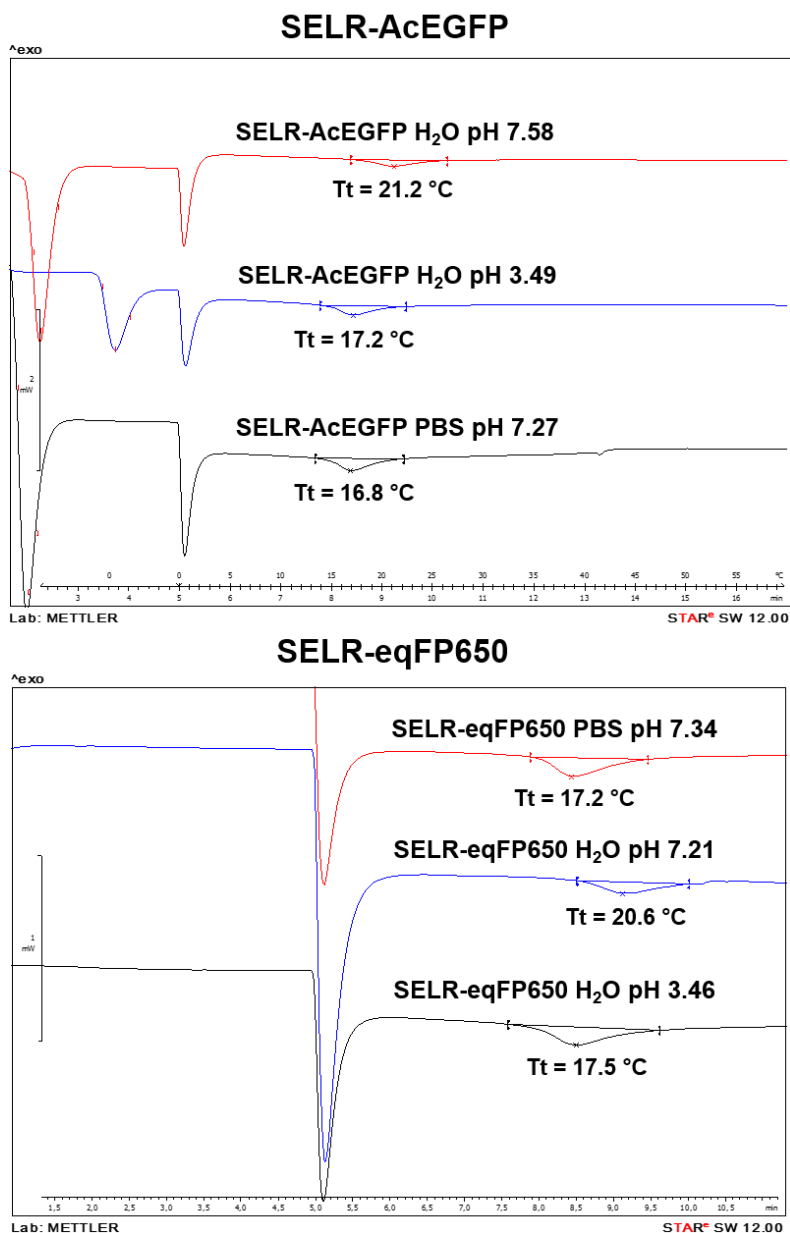 SELR-AcEGFP
^exo
SELR-AcEGFP H₂O pH 7.58
Tt = 21.2 °C
SELR-AcEGFP H₂O pH 3.49
Tt = 17.2 °C
2
mW
SELR-AcEGFP PBS pH 7.27
Tt = 16.8 °C
0 0 5 10 15 20 25 30 35 40 45 50 55 °C
3 4 5 6 7 8 9 10 11 12 13 14 15 16 min
Lab: METTLER STARᵉ SW 12.00
SELR-eqFP650
^exo
SELR-eqFP650 PBS pH 7.34
Tt = 17.2 °C
SELR-eqFP650 H₂O pH 7.21
Tt = 20.6 °C
1
mW
SELR-eqFP650 H₂O pH 3.46
Tt = 17.5 °C
1,5 2,0 2,5 3,0 3,5 4,0 4,5 5,0 5,5 6,0 6,5 7,0 7,5 8,0 8,5 9,0 9,5 10,0 10,5 min
Lab: METTLER STARᵉ SW 12.00